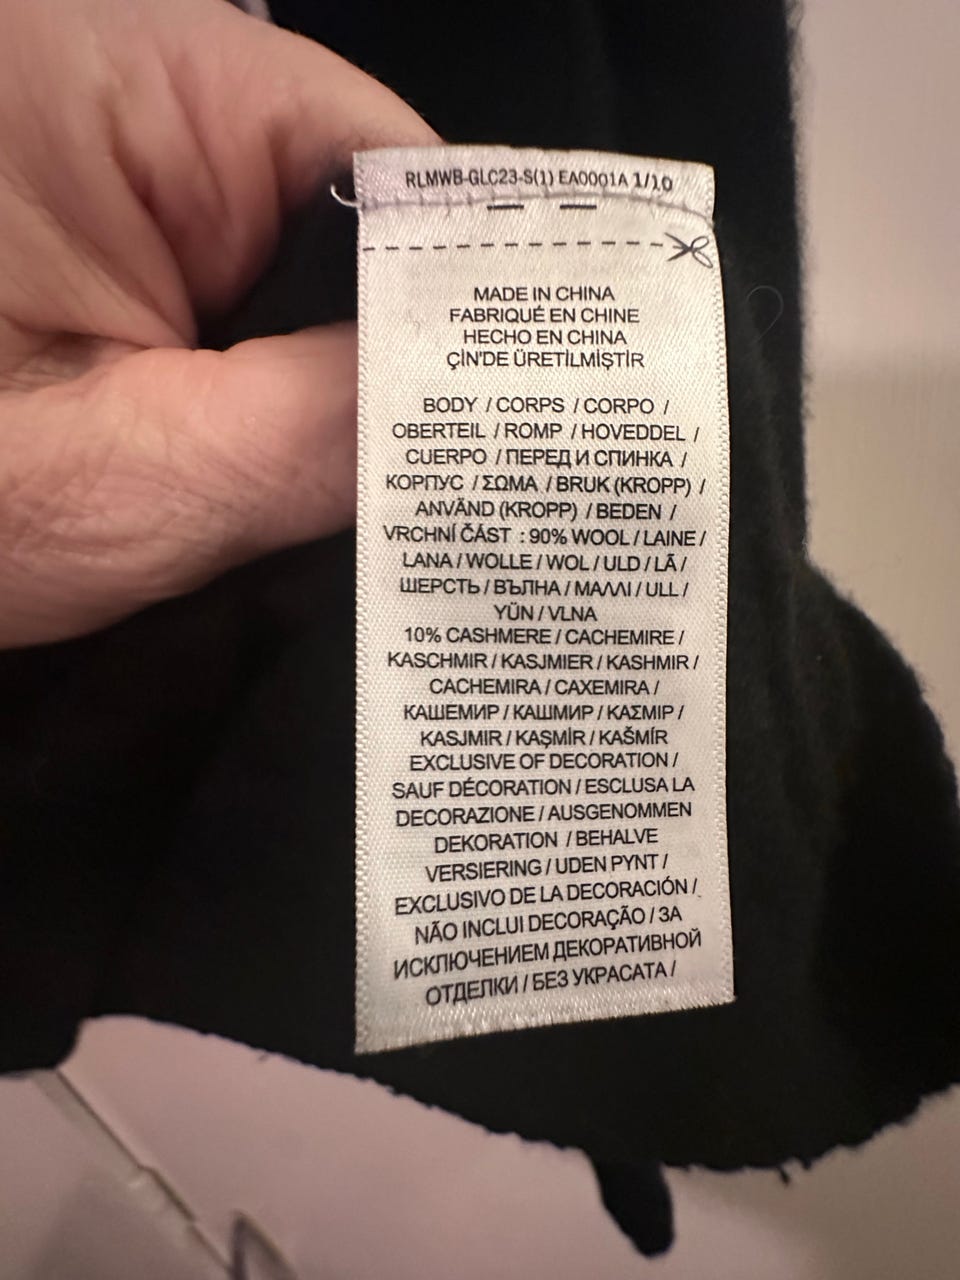 RLMWB-GLC23-S(1) EA0001A 1/10
MADE IN CHINA
FABRIQUÉ EN CHINE
HECHO EN CHINA
ÇİN'DE ÜRETİLMİŞTİR
BODY / CORPS / CORPO /
OBERTEIL / ROMP / HOVEDDEL /
CUERPO / ПЕРЕД И СПИНКА /
КОРПУС / ΣΩΜΑ / BRUK (KROPP) /
ANVÄND (KROPP) / BEDEN /
VRCHNÍ ČÁST : 90% WOOL / LAINE /
LANA / WOLLE / WOL / ULD / LÃ /
ШЕРСТЬ / ВЪЛНА / ΜΑΛΛΙ / ULL /
YÜN / VLNA
10% CASHMERE / CACHEMIRE /
KASCHMIR / KASJMIER / KASHMIR /
CACHEMIRA / CAXEMIRA /
КАШЕМИР / КАШМИР / ΚΑΣΜΙΡ /
KASJMIR / KAŞMİR / KAŠMÍR
EXCLUSIVE OF DECORATION /
SAUF DÉCORATION / ESCLUSA LA
DECORAZIONE / AUSGENOMMEN
DEKORATION / BEHALVE
VERSIERING / UDEN PYNT /
EXCLUSIVO DE LA DECORACIÓN /
NÃO INCLUI DECORAÇÃO / ЗА
ИСКЛЮЧЕНИЕМ ДЕКОРАТИВНОЙ
ОТДЕЛКИ / БЕЗ УКРАСАТА /